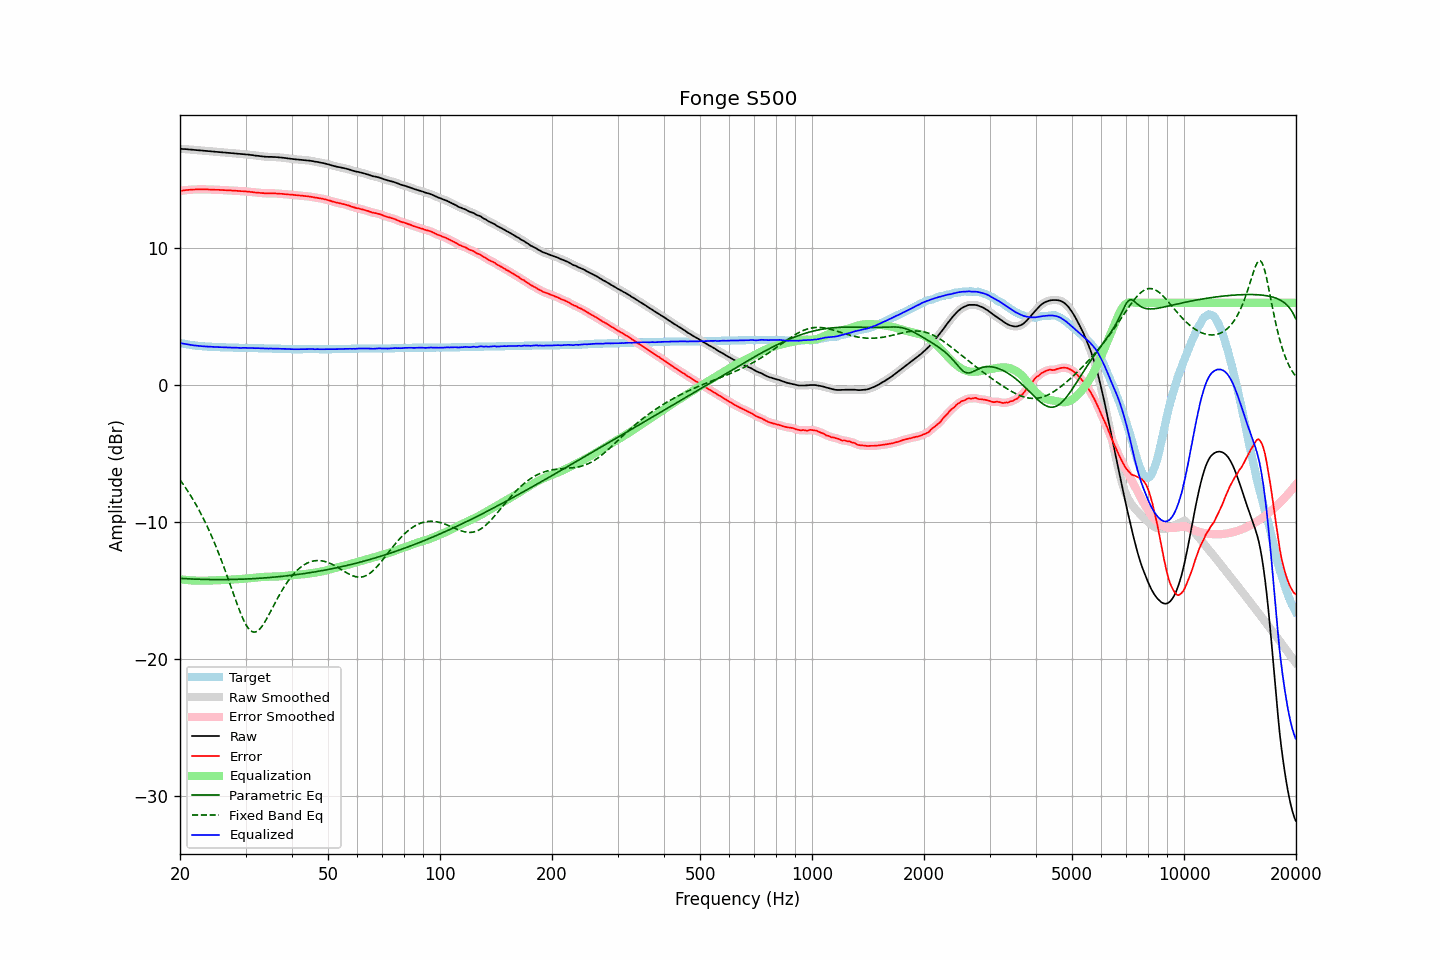 Fonge S500
Amplitude (dBr)
10
0
−10
−20
−30
Target
Raw Smoothed
Error Smoothed
Raw
Error
Equalization
Parametric Eq
Fixed Band Eq
Equalized
20 50 100 200 500 1000 2000 5000 10000 20000
Frequency (Hz)